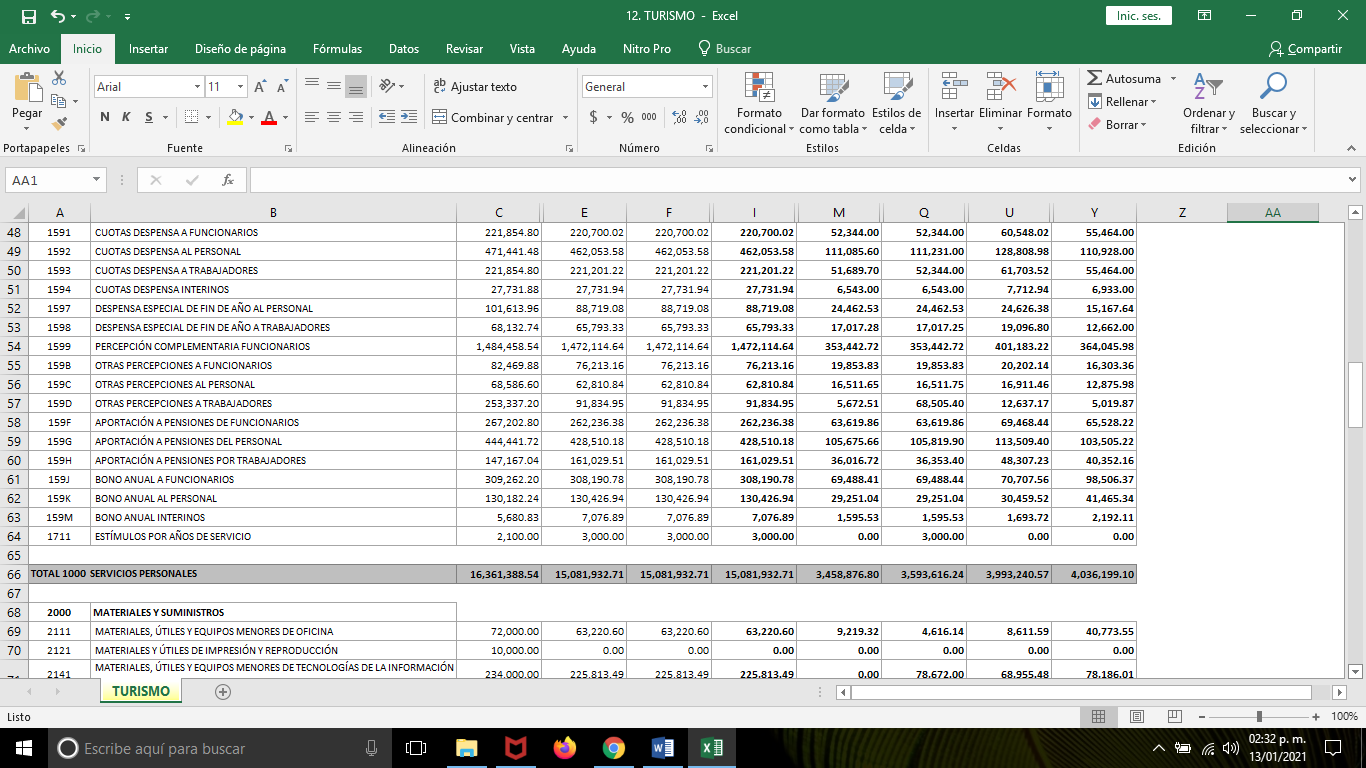 12. TURISMO - Excel
Inic. ses.
Archivo Inicio Insertar Diseño de página Fórmulas Datos Revisar Vista Ayuda Nitro Pro Buscar Compartir
Pegar
Arial 11
N K S
Ajustar texto
Combinar y centrar
General
$ % 000
Formato condicional
Dar formato como tabla
Estilos de celda
Insertar Eliminar Formato
Autosuma
Rellenar
Borrar
Ordenar y filtrar
Buscar y seleccionar
Portapapeles Fuente Alineación Número Estilos Celdas Edición
AA1 fx
A B C E F I M Q U Y Z AA
48 1591 CUOTAS DESPENSA A FUNCIONARIOS 221,854.80 220,700.02 220,700.02 220,700.02 52,344.00 52,344.00 60,548.02 55,464.00
49 1592 CUOTAS DESPENSA AL PERSONAL 471,441.48 462,053.58 462,053.58 462,053.58 111,085.60 111,231.00 128,808.98 110,928.00
50 1593 CUOTAS DESPENSA A TRABAJADORES 221,854.80 221,201.22 221,201.22 221,201.22 51,689.70 52,344.00 61,703.52 55,464.00
51 1594 CUOTAS DESPENSA INTERINOS 27,731.88 27,731.94 27,731.94 27,731.94 6,543.00 6,543.00 7,712.94 6,933.00
52 1597 DESPENSA ESPECIAL DE FIN DE AÑO AL PERSONAL 101,613.96 88,719.08 88,719.08 88,719.08 24,462.53 24,462.53 24,626.38 15,167.64
53 1598 DESPENSA ESPECIAL DE FIN DE AÑO A TRABAJADORES 68,132.74 65,793.33 65,793.33 65,793.33 17,017.28 17,017.25 19,096.80 12,662.00
54 1599 PERCEPCIÓN COMPLEMENTARIA FUNCIONARIOS 1,484,458.54 1,472,114.64 1,472,114.64 1,472,114.64 353,442.72 353,442.72 401,183.22 364,045.98
55 159B OTRAS PERCEPCIONES A FUNCIONARIOS 82,469.88 76,213.16 76,213.16 76,213.16 19,853.83 19,853.83 20,202.14 16,303.36
56 159C OTRAS PERCEPCIONES AL PERSONAL 68,586.60 62,810.84 62,810.84 62,810.84 16,511.65 16,511.75 16,911.46 12,875.98
57 159D OTRAS PERCEPCIONES A TRABAJADORES 253,337.20 91,834.95 91,834.95 91,834.95 5,672.51 68,505.40 12,637.17 5,019.87
58 159F APORTACIÓN A PENSIONES DE FUNCIONARIOS 267,202.80 262,236.38 262,236.38 262,236.38 63,619.86 63,619.86 69,468.44 65,528.22
59 159G APORTACIÓN A PENSIONES DEL PERSONAL 444,441.72 428,510.18 428,510.18 428,510.18 105,675.66 105,819.90 113,509.40 103,505.22
60 159H APORTACIÓN A PENSIONES POR TRABAJADORES 147,167.04 161,029.51 161,029.51 161,029.51 36,016.72 36,353.40 48,307.23 40,352.16
61 159J BONO ANUAL A FUNCIONARIOS 309,262.20 308,190.78 308,190.78 308,190.78 69,488.41 69,488.44 70,707.56 98,506.37
62 159K BONO ANUAL AL PERSONAL 130,182.24 130,426.94 130,426.94 130,426.94 29,251.04 29,251.04 30,459.52 41,465.34
63 159M BONO ANUAL INTERINOS 5,680.83 7,076.89 7,076.89 7,076.89 1,595.53 1,595.53 1,693.72 2,192.11
64 1711 ESTÍMULOS POR AÑOS DE SERVICIO 2,100.00 3,000.00 3,000.00 3,000.00 0.00 3,000.00 0.00 0.00
65
66 TOTAL 1000 SERVICIOS PERSONALES 16,361,388.54 15,081,932.71 15,081,932.71 15,081,932.71 3,458,876.80 3,593,616.24 3,993,240.57 4,036,199.10
67
68 2000 MATERIALES Y SUMINISTROS
69 2111 MATERIALES, ÚTILES Y EQUIPOS MENORES DE OFICINA 72,000.00 63,220.60 63,220.60 63,220.60 9,219.32 4,616.14 8,611.59 40,773.55
70 2121 MATERIALES Y ÚTILES DE IMPRESIÓN Y REPRODUCCIÓN 10,000.00 0.00 0.00 0.00 0.00 0.00 0.00 0.00
71 2141 MATERIALES, ÚTILES Y EQUIPOS MENORES DE TECNOLOGÍAS DE LA INFORMACIÓN 234,000.00 225,813.49 225,813.49 225,813.49 0.00 78,672.00 68,955.48 78,186.01
TURISMO
Listo 100%
Escribe aquí para buscar
02:32 p. m.
13/01/2021